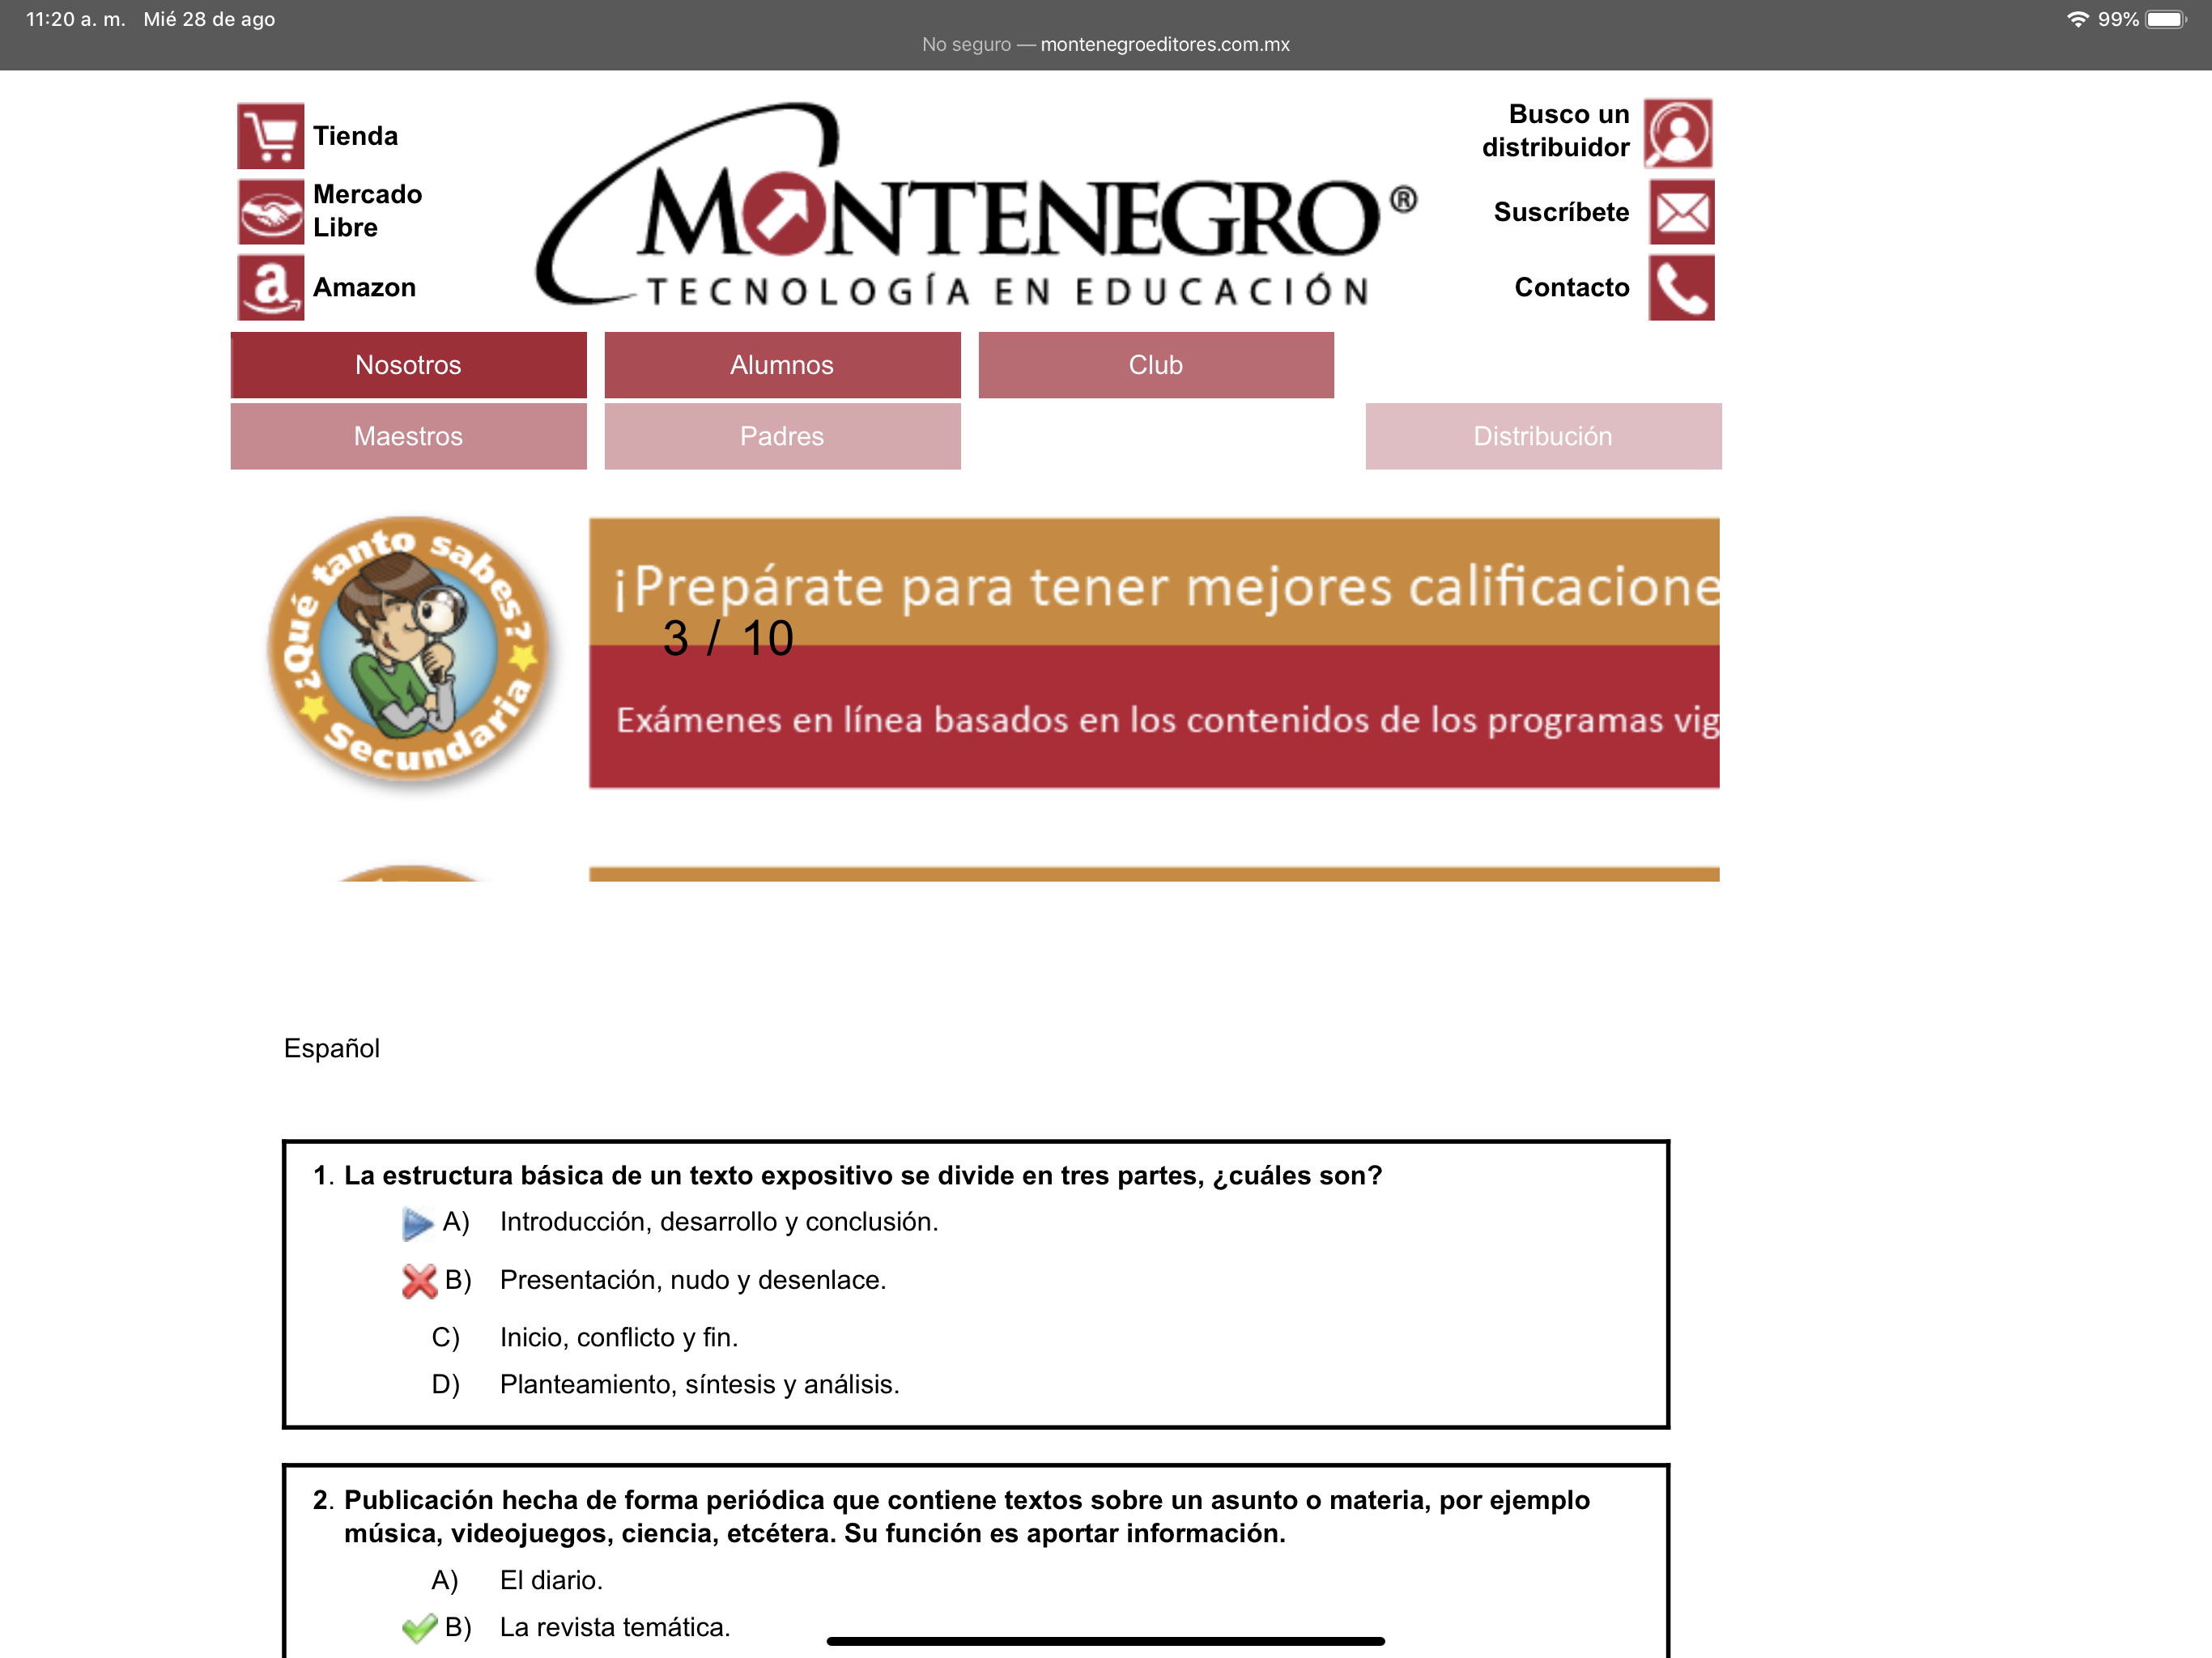 11:20 a. m. Mié 28 de ago
99%
No seguro — montenegroeditores.com.mx
Tienda
Mercado
Libre
Amazon
MONTENEGRO®
TECNOLOGÍA EN EDUCACIÓN
Busco un
distribuidor
Suscríbete
Contacto
Nosotros
Alumnos
Club
Maestros
Padres
Distribución
¿Qué tanto sabes?
Secundaria
¡Prepárate para tener mejores calificacione
3 / 10
Exámenes en línea basados en los contenidos de los programas vig
Español
1. La estructura básica de un texto expositivo se divide en tres partes, ¿cuáles son?
A) Introducción, desarrollo y conclusión.
B) Presentación, nudo y desenlace.
C) Inicio, conflicto y fin.
D) Planteamiento, síntesis y análisis.
2. Publicación hecha de forma periódica que contiene textos sobre un asunto o materia, por ejemplo
música, videojuegos, ciencia, etcétera. Su función es aportar información.
A) El diario.
B) La revista temática.